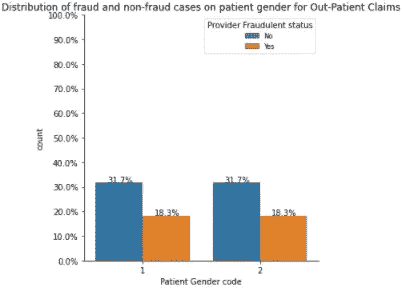 Distribution of fraud and non-fraud cases on patient gender for Out-Patient Claims
100.0%
90.0%
80.0%
70.0%
60.0%
50.0%
40.0%
30.0%
20.0%
10.0%
0.0%
count
Provider Fraudulent status
No
Yes
31.7%
18.3%
31.7%
18.3%
1
2
Patient Gender code